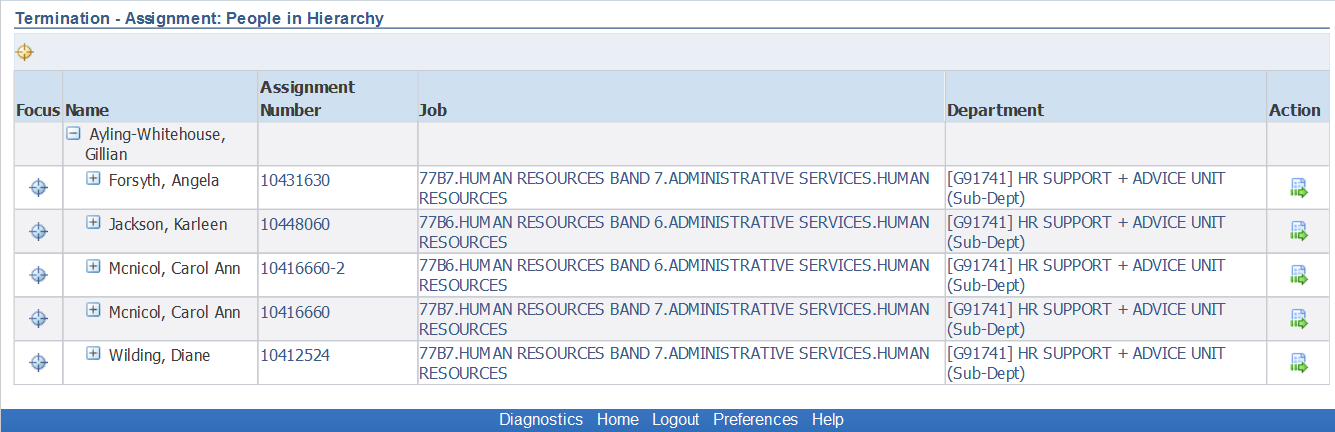 Termination - Assignment: People in Hierarchy
Assignment
Focus Name Number Job Department Action
Ayling-Whitehouse,
Gillian
Forsyth, Angela 10431630 77B7.HUMAN RESOURCES BAND 7.ADMINISTRATIVE SERVICES.HUMAN [G91741] HR SUPPORT + ADVICE UNIT
RESOURCES (Sub-Dept)
Jackson, Karleen 10448060 77B6.HUMAN RESOURCES BAND 6.ADMINISTRATIVE SERVICES.HUMAN [G91741] HR SUPPORT + ADVICE UNIT
RESOURCES (Sub-Dept)
Mcnicol, Carol Ann 10416660-2 77B6.HUMAN RESOURCES BAND 6.ADMINISTRATIVE SERVICES.HUMAN [G91741] HR SUPPORT + ADVICE UNIT
RESOURCES (Sub-Dept)
Mcnicol, Carol Ann 10416660 77B7.HUMAN RESOURCES BAND 7.ADMINISTRATIVE SERVICES.HUMAN [G91741] HR SUPPORT + ADVICE UNIT
RESOURCES (Sub-Dept)
Wilding, Diane 10412524 77B7.HUMAN RESOURCES BAND 7.ADMINISTRATIVE SERVICES.HUMAN [G91741] HR SUPPORT + ADVICE UNIT
RESOURCES (Sub-Dept)
Diagnostics Home Logout Preferences Help